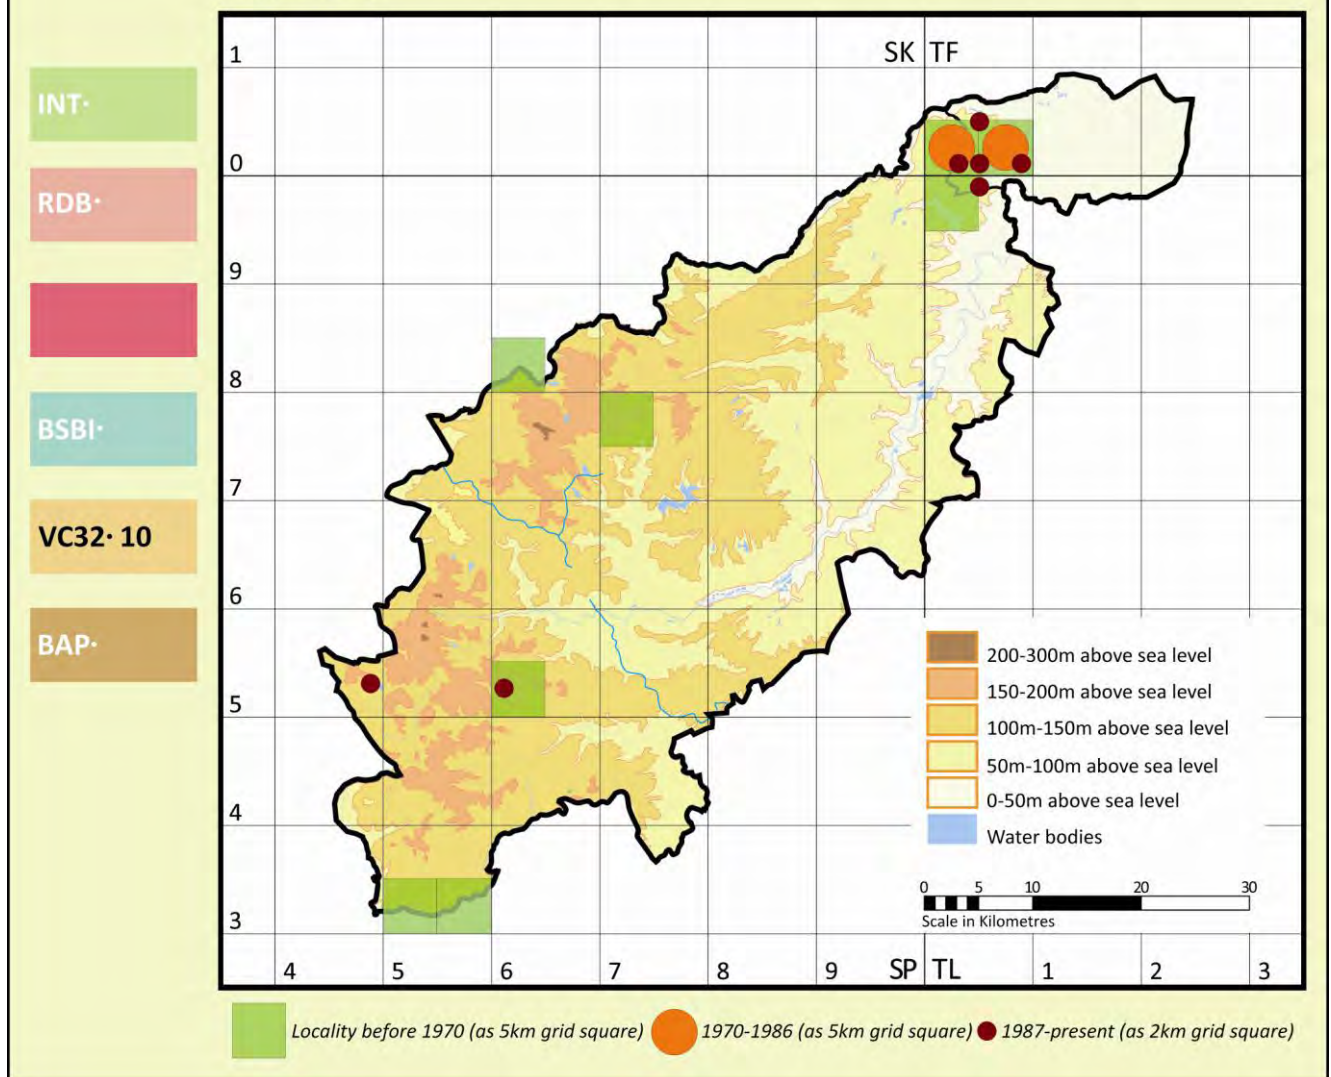 INT·
RDB·
BSBI·
VC32· 10
BAP·
SK TF
1
0
9
8
7
6
5
4
3
4 5 6 7 8 9 SP TL 1 2 3
200-300m above sea level
150-200m above sea level
100m-150m above sea level
50m-100m above sea level
0-50m above sea level
Water bodies
0 5 10 20 30
Scale in Kilometres
Locality before 1970 (as 5km grid square) 1970-1986 (as 5km grid square) 1987-present (as 2km grid square)